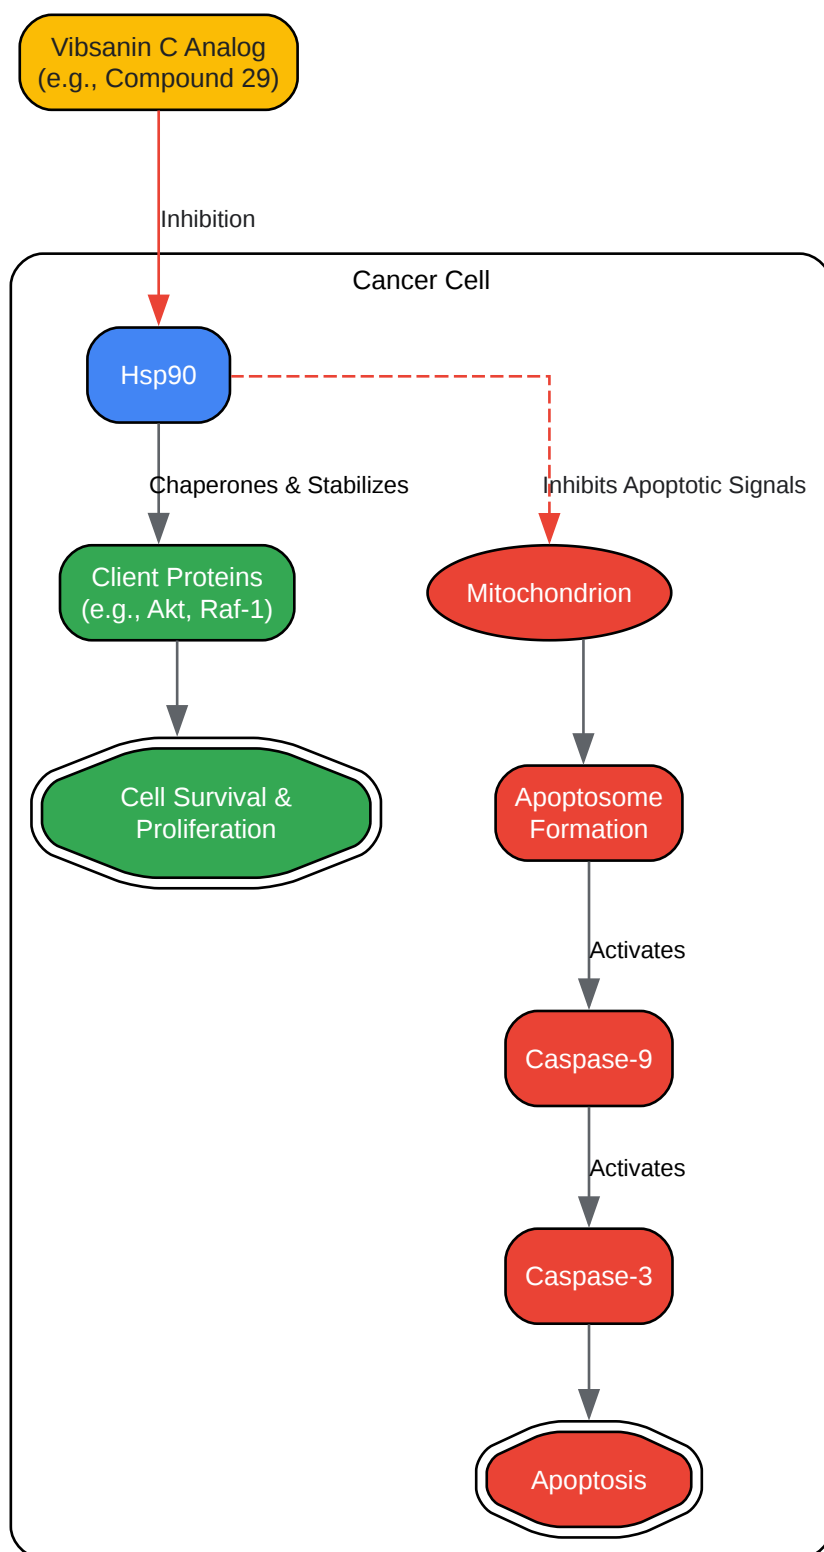 Vibsanin C Analog
(e.g., Compound 29)
Inhibition
Cancer Cell
Hsp90
Chaperones & Stabilizes
Inhibits Apoptotic Signals
Client Proteins
(e.g., Akt, Raf-1)
Mitochondrion
Cell Survival &
Proliferation
Apoptosome
Formation
Activates
Caspase-9
Activates
Caspase-3
Apoptosis